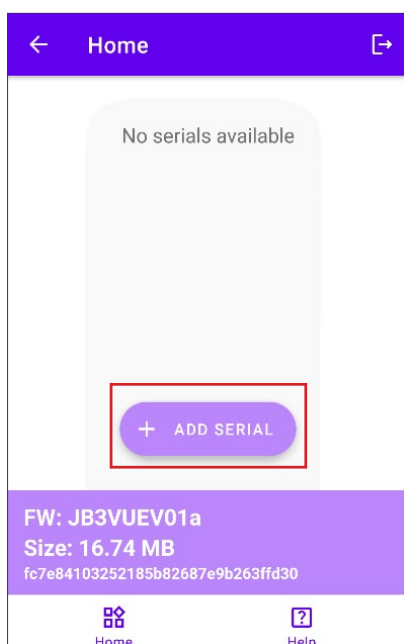 Home
No serials available
+ ADD SERIAL
FW: JB3VUEV01a
Size: 16.74 MB
fc7e84103252185b82687e9b263ffd30
Home Help